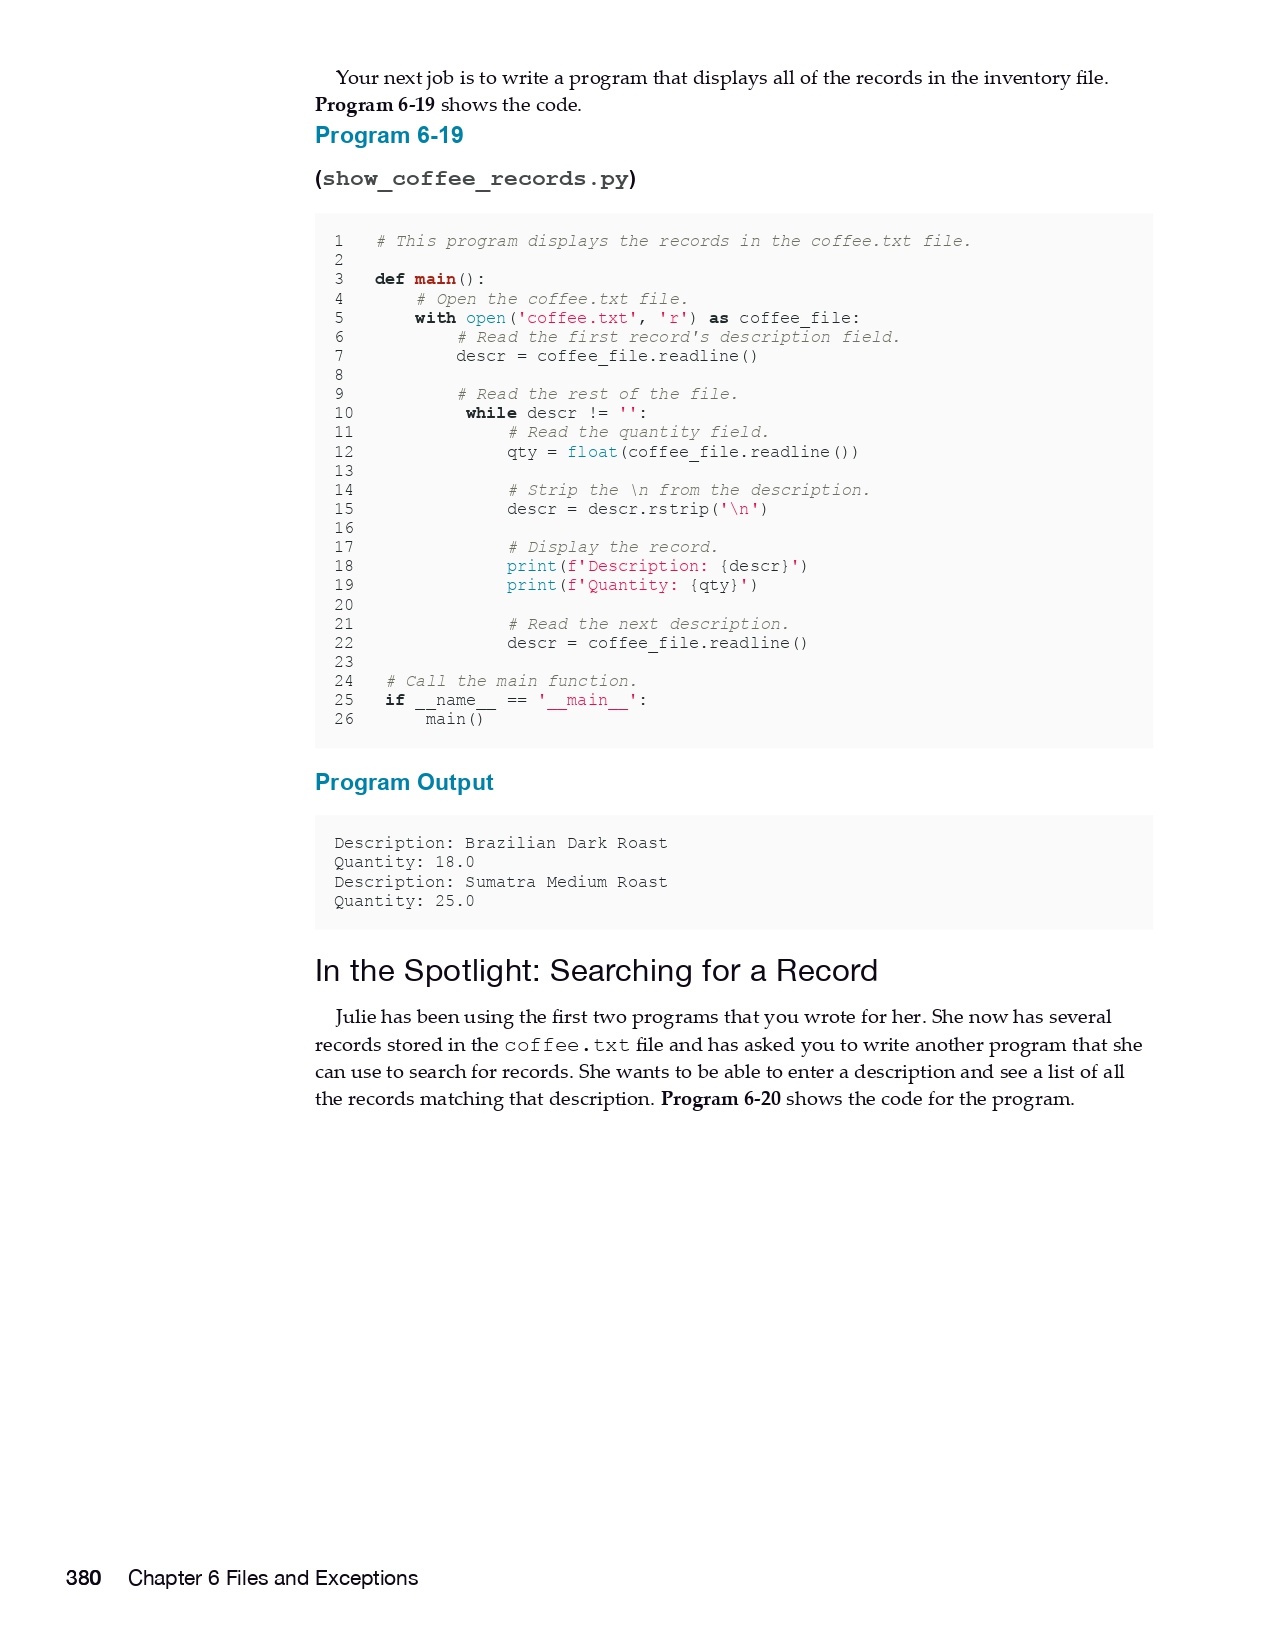 Your next job is to write a program that displays all of the records in the inventory file.
Program 6-19 shows the code.
Program 6-19
(show_coffee_records.py)
1   # This program displays the records in the coffee.txt file.
2
3   def main():
4       # Open the coffee.txt file.
5       with open('coffee.txt', 'r') as coffee_file:
6           # Read the first record's description field.
7           descr = coffee_file.readline()
8
9           # Read the rest of the file.
10           while descr != '':
11               # Read the quantity field.
12               qty = float(coffee_file.readline())
13
14               # Strip the \n from the description.
15               descr = descr.rstrip('\n')
16
17               # Display the record.
18               print(f'Description: {descr}')
19               print(f'Quantity: {qty}')
20
21               # Read the next description.
22               descr = coffee_file.readline()
23
24   # Call the main function.
25   if __name__ == '__main__':
26       main()
Program Output
Description: Brazilian Dark Roast
Quantity: 18.0
Description: Sumatra Medium Roast
Quantity: 25.0
In the Spotlight: Searching for a Record
Julie has been using the first two programs that you wrote for her. She now has several
records stored in the coffee.txt file and has asked you to write another program that she
can use to search for records. She wants to be able to enter a description and see a list of all
the records matching that description. Program 6-20 shows the code for the program.
380 Chapter 6 Files and Exceptions